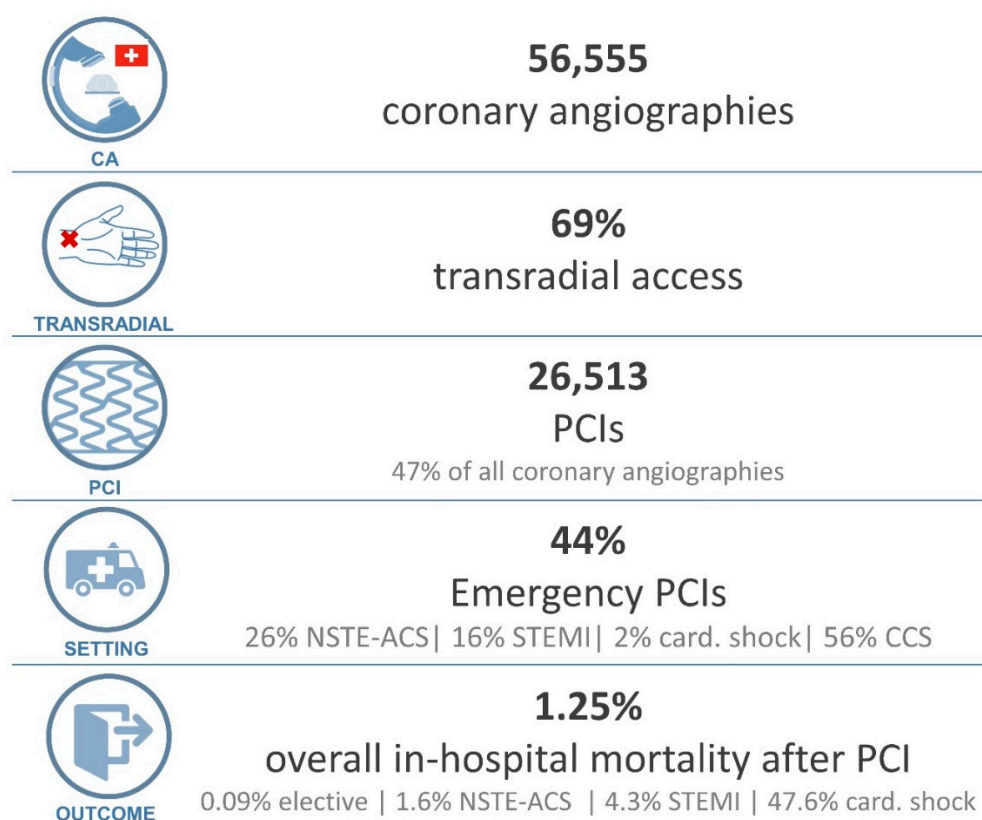 56,555
coronary angiographies
CA
69%
transradial access
TRANSRADIAL
26,513
PCIs
47% of all coronary angiographies
PCI
44%
Emergency PCIs
26% NSTE-ACS| 16% STEMI| 2% card. shock| 56% CCS
SETTING
1.25%
overall in-hospital mortality after PCI
0.09% elective | 1.6% NSTE-ACS | 4.3% STEMI | 47.6% card. shock
OUTCOME